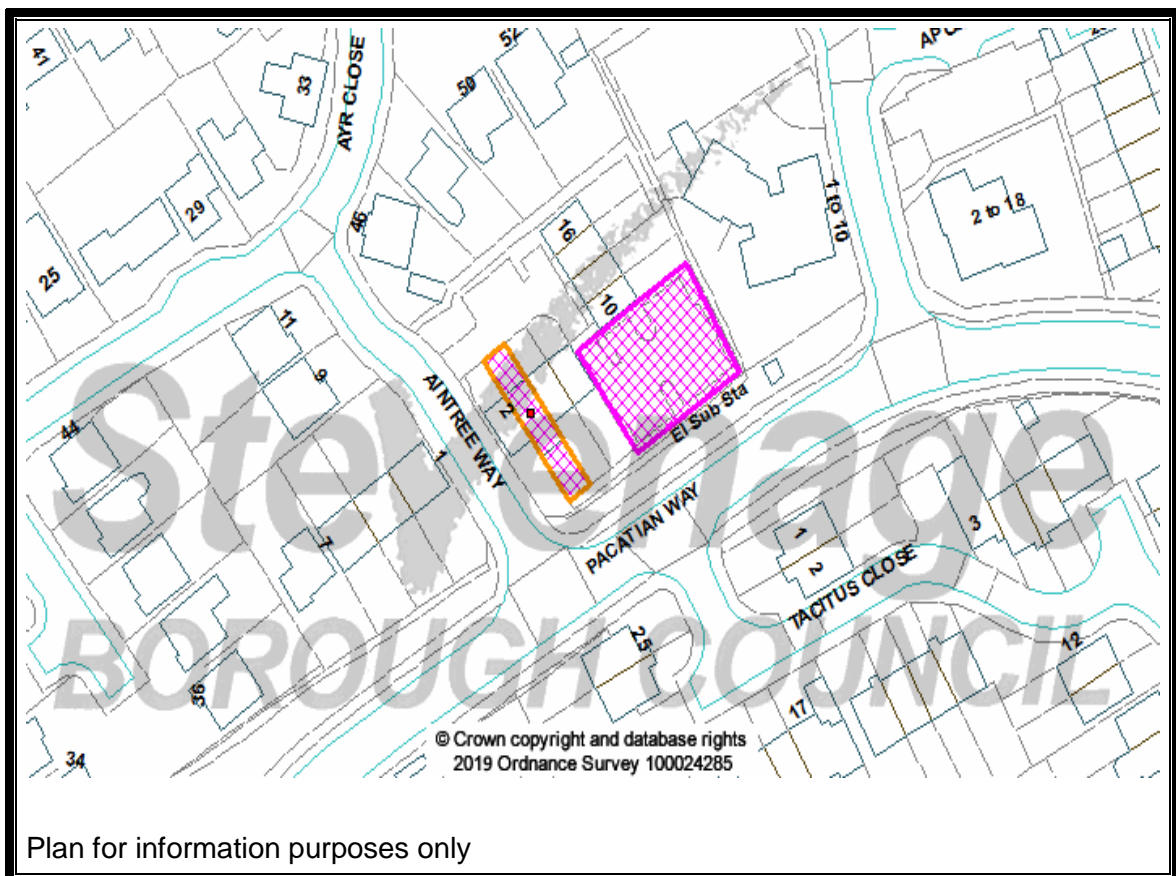 41
AYR CLOSE
33
52
50
29
46
25
16
1 to 10
2 to 18
10
11
9
44
2
AINTREE WAY
1
El Sub Sta
7
PACATIAN WAY
1
2
3
TACITUS CLOSE
Stevenage
BOROUGH COUNCIL
36
25
12
17
34
© Crown copyright and database rights
2019 Ordnance Survey 100024285
Plan for information purposes only